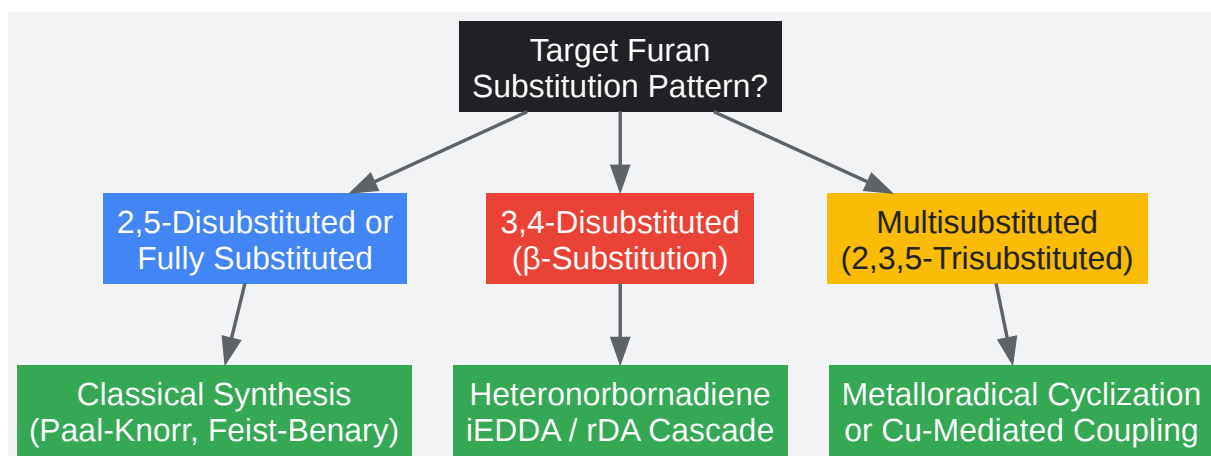 Target Furan
Substitution Pattern?
2,5-Disubstituted or
Fully Substituted
3,4-Disubstituted
(β-Substitution)
Multisubstituted
(2,3,5-Trisubstituted)
Classical Synthesis
(Paal-Knorr, Feist-Benary)
Heteronorbornadiene
iEDDA / rDA Cascade
Metalloradical Cyclization
or Cu-Mediated Coupling